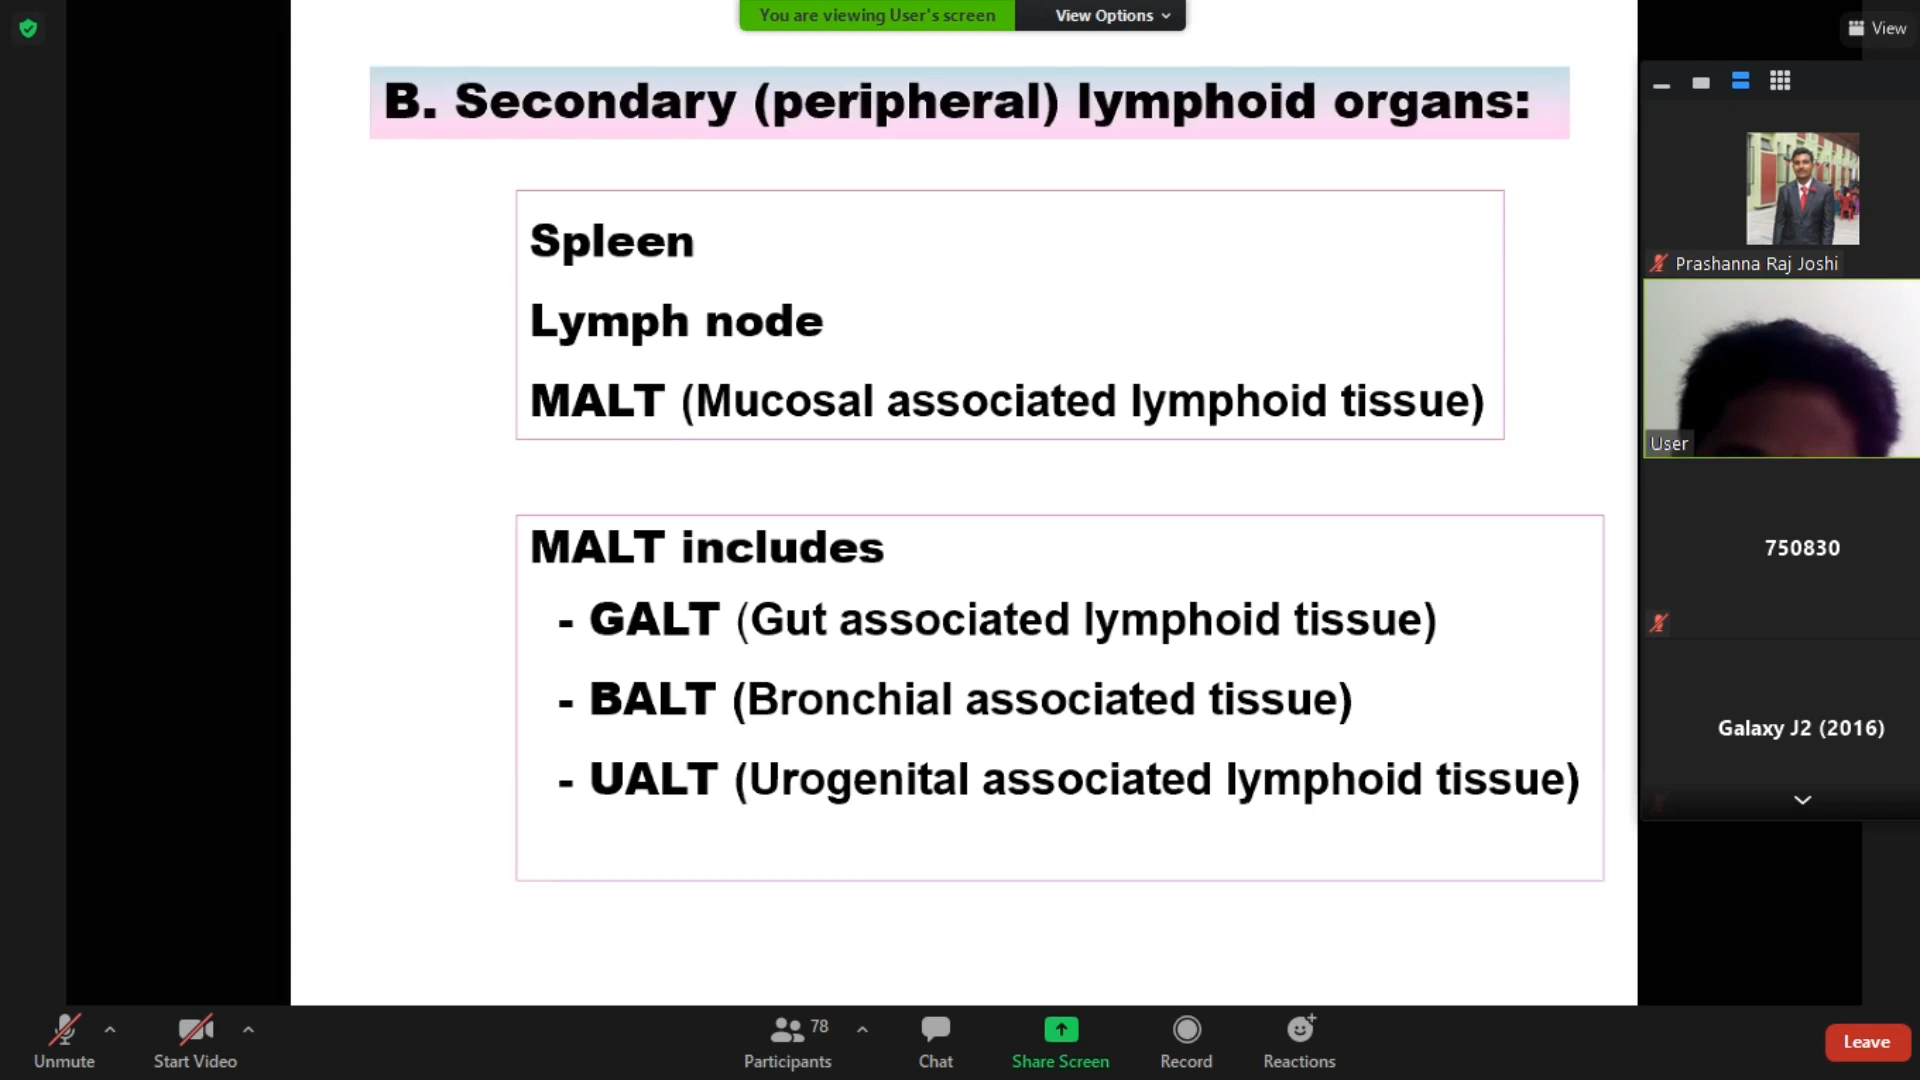 You are viewing User's screen
View Options
View
B. Secondary (peripheral) lymphoid organs:
Spleen
Lymph node
MALT (Mucosal associated lymphoid tissue)
MALT includes
- GALT (Gut associated lymphoid tissue)
- BALT (Bronchial associated tissue)
- UALT (Urogenital associated lymphoid tissue)
Prashanna Raj Joshi
User
750830
Galaxy J2 (2016)
Unmute
Start Video
78
Participants
Chat
Share Screen
Record
Reactions
Leave